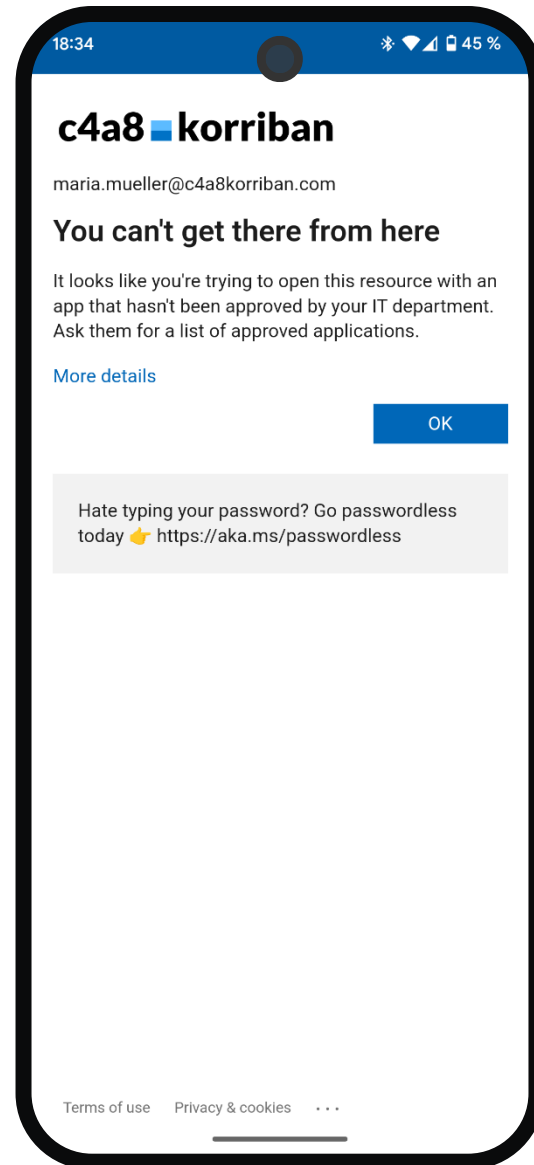 18:34 45 %
c4a8 korriban
maria.mueller@c4a8korriban.com
You can't get there from here
It looks like you're trying to open this resource with an
app that hasn't been approved by your IT department.
Ask them for a list of approved applications.
More details
OK
Hate typing your password? Go passwordless
today 👉 https://aka.ms/passwordless
Terms of use Privacy & cookies ...